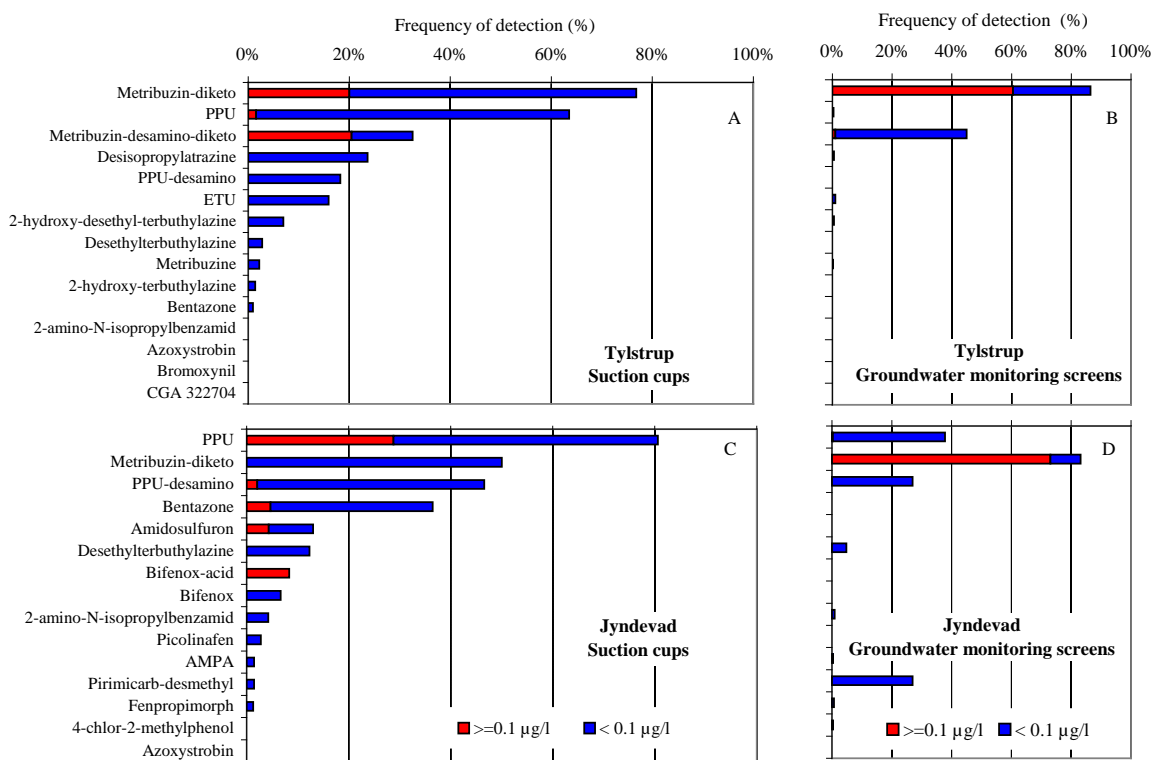 Frequency of detection (%)
0% 20% 40% 60% 80% 100%
Metribuzin-diketo
PPU
Metribuzin-desamino-diketo
Desisopropylatrazine
PPU-desamino
ETU
2-hydroxy-desethyl-terbuthylazine
Desethylterbuthylazine
Metribuzine
2-hydroxy-terbuthylazine
Bentazone
2-amino-N-isopropylbenzamid
Azoxystrobin
Bromoxynil
CGA 322704
A
Tylstrup
Suction cups
Frequency of detection (%)
0% 20% 40% 60% 80% 100%
B
Tylstrup
Groundwater monitoring screens
PPU
Metribuzin-diketo
PPU-desamino
Bentazone
Amidosulfuron
Desethylterbuthylazine
Bifenox-acid
Bifenox
2-amino-N-isopropylbenzamid
Picolinafen
AMPA
Pirimicarb-desmethyl
Fenpropimorph
4-chlor-2-methylphenol
Azoxystrobin
C
Jyndevad
Suction cups
>=0.1 µg/l < 0.1 µg/l
D
Jyndevad
Groundwater monitoring screens
>=0.1 µg/l < 0.1 µg/l